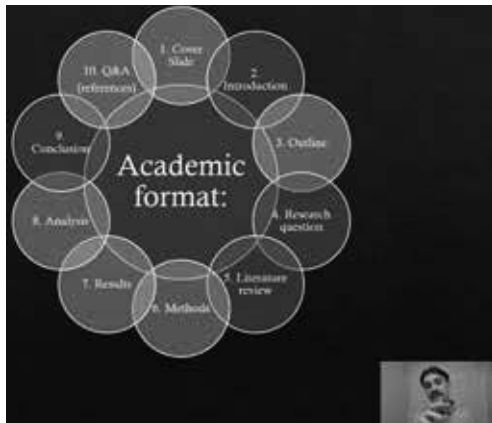 1. Cover
Slide
2.
Introduction
3. Outline
4. Research
question
5. Literature
review
6. Methods
7. Results
8. Analysis
9.
Conclusion
10. Q&A
(references)
Academic
format: